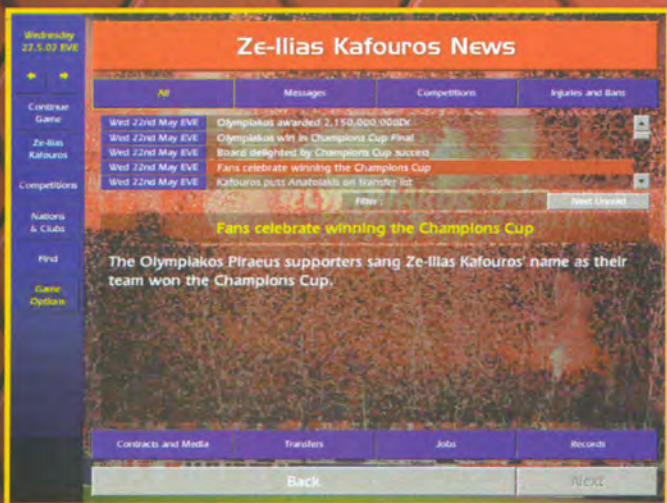 Wednesday
22.5.02 EVE
Ze-Ilias Kafouros News
All
Messages
Competitions
Injuries and Bans
Continue
Game
Ze-Ilias
Kafouros
Competitions
Nations
& Clubs
Find
Game
Options
Wed 22nd May EVE Olympiakos awarded 2,150,000,000Dr.
Wed 22nd May EVE Olympiakos win in Champions Cup Final
Wed 22nd May EVE Board delighted by Champions Cup success
Wed 22nd May EVE Fans celebrate winning the Champions Cup
Wed 22nd May EVE Kafouros puts Anatolakis on transfer list
Filter :
Next Unread
Fans celebrate winning the Champions Cup
The Olympiakos Piraeus supporters sang Ze-Ilias Kafouros' name as their
team won the Champions Cup.
Contracts and Media
Transfers
Jobs
Records
Back
Next